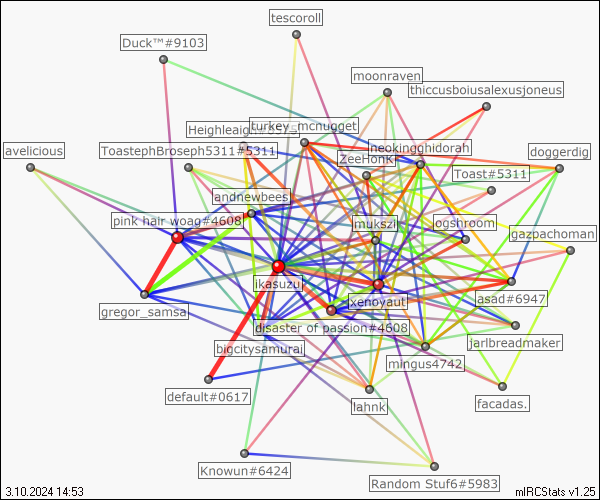 tescoroll
Duck™#9103
moonraven
thiccusboiusalexusjoneus
turkey_mcnugget
avelicious
ToastephBroseph5311#5311
neokingghidorah
doggerdig
ZeeHonk
Toast#5311
andnewbees
pink hair woag#4608
mukszi
ogshroom
gazpachoman
ikasuzu
xenoyaut
asad#6947
gregor_samsa
disaster of passion#4608
bigcitysamurai
jarlbreadmaker
mingus4742
default#0617
lahnk
facadas.
Knowun#6424
Random Stuf6#5983
3.10.2024 14:53
mIRCStats v1.25